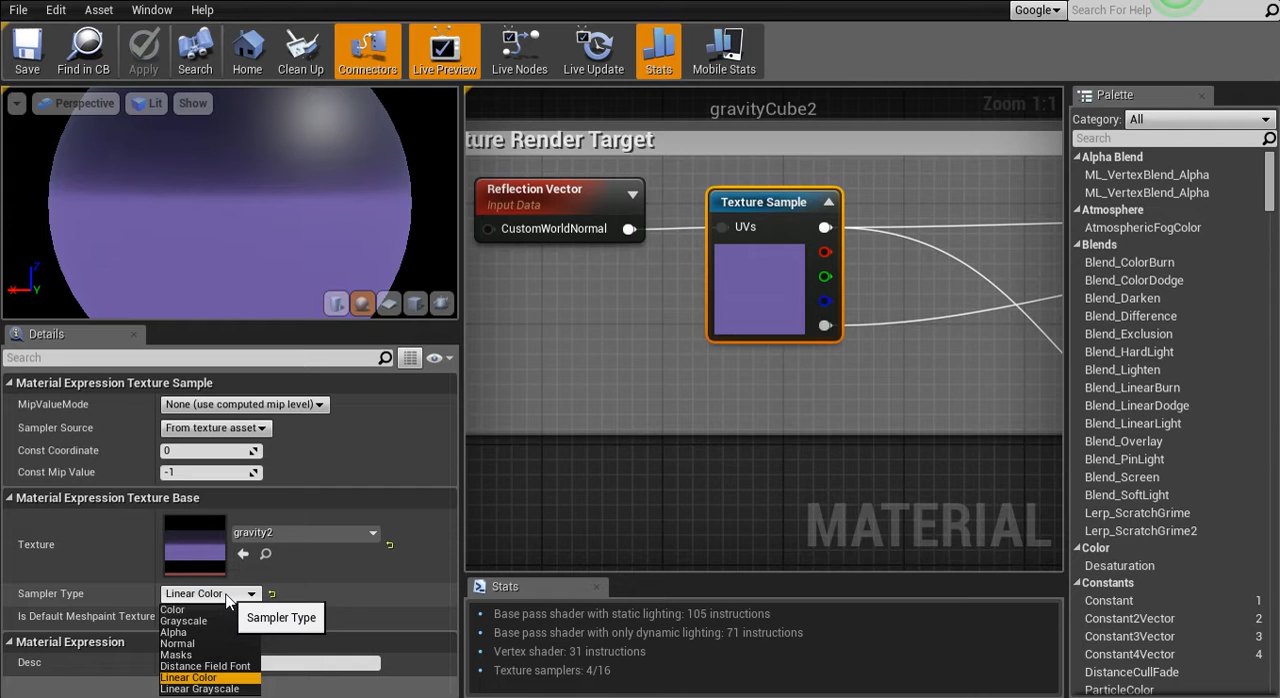 File Edit Asset Window Help Google Search For Help
Save Find in CB Apply Search Home Clean Up Connectors Live Preview Live Nodes Live Update Stats Mobile Stats
Perspective Lit Show
Z
X Y
gravityCube2 Zoom 1:1
ture Render Target
Reflection Vector
Input Data
CustomWorldNormal
Texture Sample
UVs
MATERIAL
Details
Search
Material Expression Texture Sample
MipValueMode None (use computed mip level)
Sampler Source From texture asset
Const Coordinate 0
Const Mip Value -1
Material Expression Texture Base
Texture gravity2
Sampler Type Linear Color
Is Default Meshpaint Texture
Material Expression
Desc
Color
Grayscale
Alpha
Normal
Masks
Distance Field Font
Linear Color
Linear Grayscale
Sampler Type
Stats
Base pass shader with static lighting: 105 instructions
Base pass shader with only dynamic lighting: 71 instructions
Vertex shader: 31 instructions
Texture samplers: 4/16
Palette
Category: All
Search
Alpha Blend
ML_VertexBlend_Alpha
ML_VertexBlend_Alpha
Atmosphere
AtmosphericFogColor
Blends
Blend_ColorBurn
Blend_ColorDodge
Blend_Darken
Blend_Difference
Blend_Exclusion
Blend_HardLight
Blend_Lighten
Blend_LinearBurn
Blend_LinearDodge
Blend_LinearLight
Blend_Overlay
Blend_PinLight
Blend_Screen
Blend_SoftLight
Lerp_ScratchGrime
Lerp_ScratchGrime2
Color
Desaturation
Constants
Constant 1
Constant2Vector 2
Constant3Vector 3
Constant4Vector 4
DistanceCullFade
ParticleColor